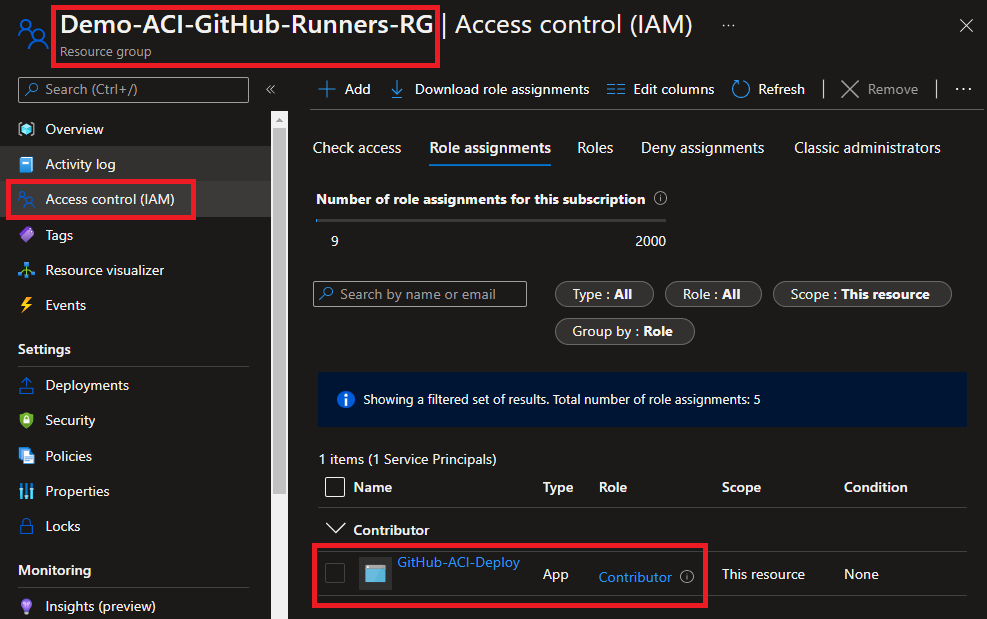 Demo-ACI-GitHub-Runners-RG | Access control (IAM) ...
Resource group
Search (Ctrl+/)
Overview
Activity log
Access control (IAM)
Tags
Resource visualizer
Events
Settings
Deployments
Security
Policies
Properties
Locks
Monitoring
Insights (preview)
Add Download role assignments Edit columns Refresh | Remove | ...
Check access Role assignments Roles Deny assignments Classic administrators
Number of role assignments for this subscription
9 2000
Search by name or email Type : All Role : All Scope : This resource
Group by : Role
Showing a filtered set of results. Total number of role assignments: 5
1 items (1 Service Principals)
Name Type Role Scope Condition
Contributor
GitHub-ACI-Deploy App Contributor This resource None